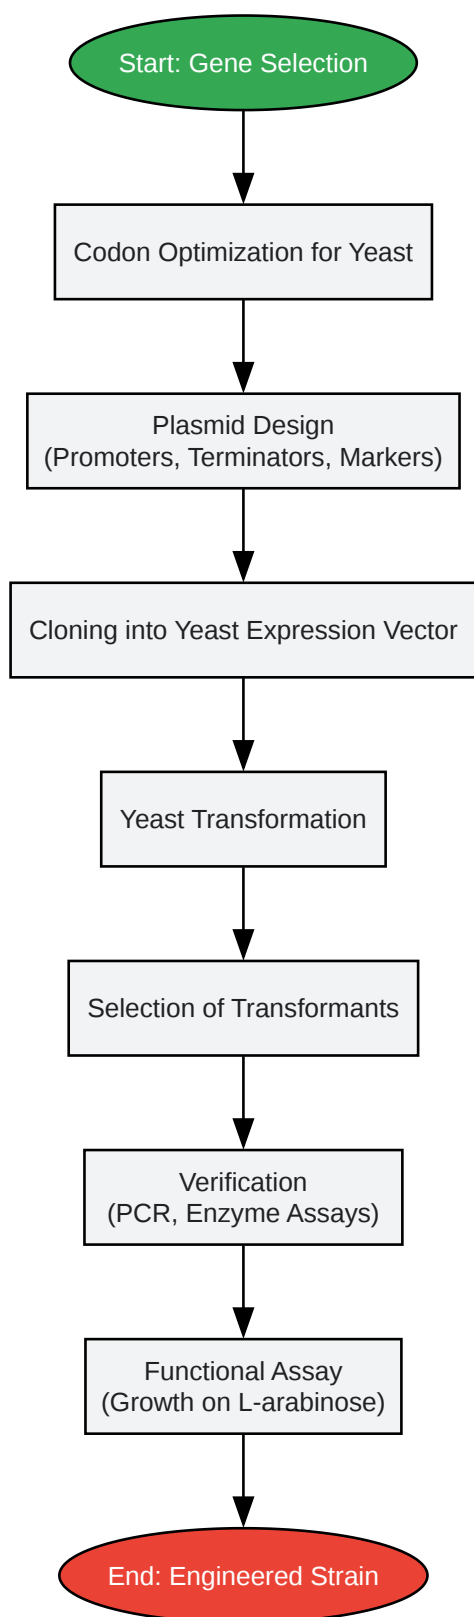 Start: Gene Selection
Codon Optimization for Yeast
Plasmid Design
(Promoters, Terminators, Markers)
Cloning into Yeast Expression Vector
Yeast Transformation
Selection of Transformants
Verification
(PCR, Enzyme Assays)
Functional Assay
(Growth on L-arabinose)
End: Engineered Strain